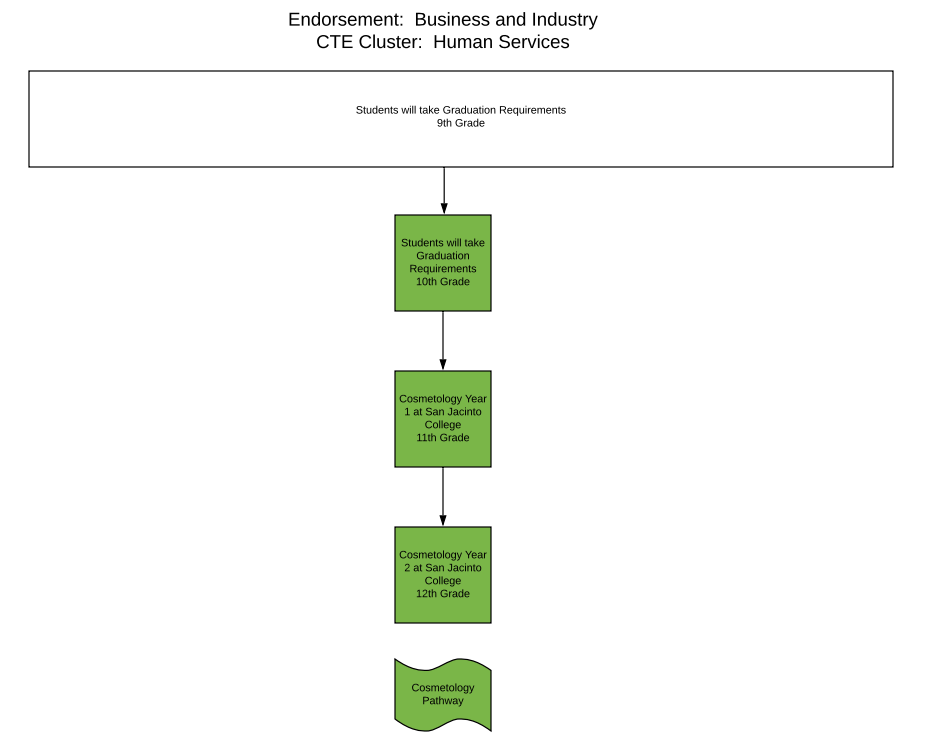 Endorsement:  Business and Industry
CTE Cluster:  Human Services
Students will take Graduation Requirements
9th Grade
Students will take
Graduation
Requirements
10th Grade
Cosmetology Year
1 at San Jacinto
College
11th Grade
Cosmetology Year
2 at San Jacinto
College
12th Grade
Cosmetology
Pathway